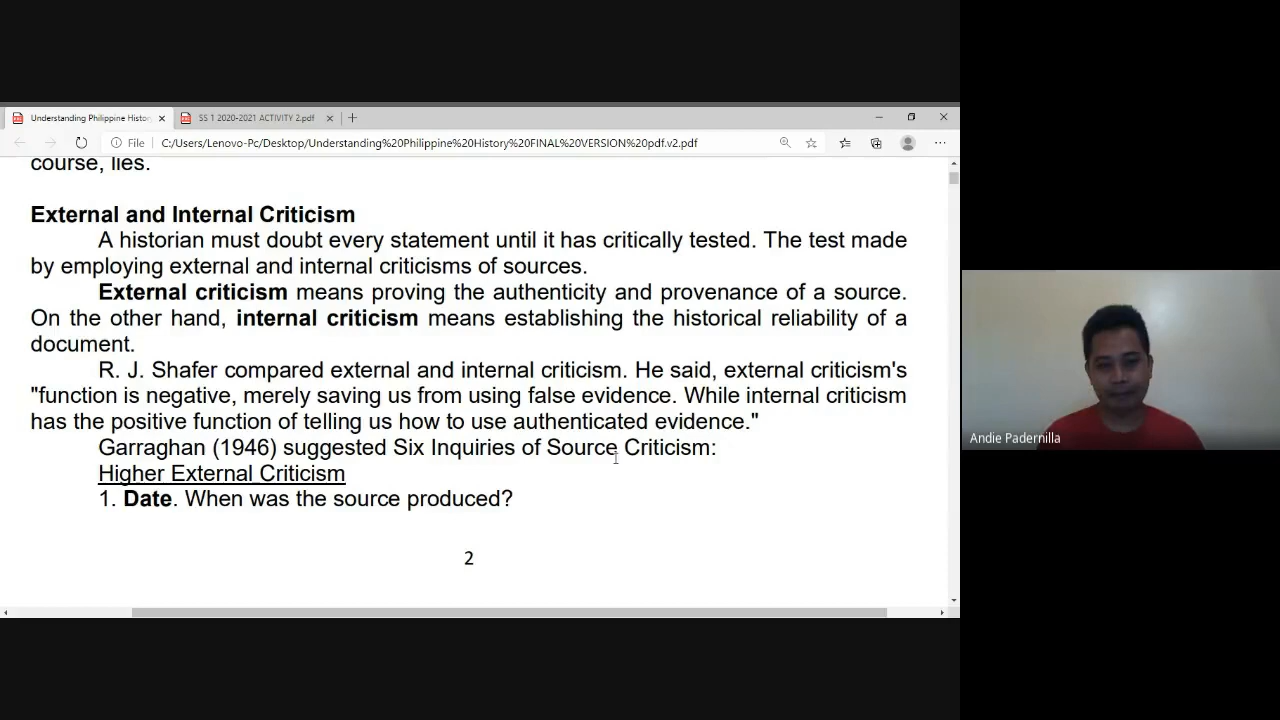 Understanding Philippine Histor
SS 1 2020-2021 ACTIVITY 2.pdf
File C:/Users/Lenovo-Pc/Desktop/Understanding%20Philippine%20History%20FINAL%20VERSION%20pdf.v2.pdf
course, lies.
External and Internal Criticism
A historian must doubt every statement until it has critically tested. The test made
by employing external and internal criticisms of sources.
External criticism means proving the authenticity and provenance of a source.
On the other hand, internal criticism means establishing the historical reliability of a
document.
R. J. Shafer compared external and internal criticism. He said, external criticism's
"function is negative, merely saving us from using false evidence. While internal criticism
has the positive function of telling us how to use authenticated evidence."
Garraghan (1946) suggested Six Inquiries of Source Criticism:
Higher External Criticism
1. Date. When was the source produced?
2
Andie Padernilla